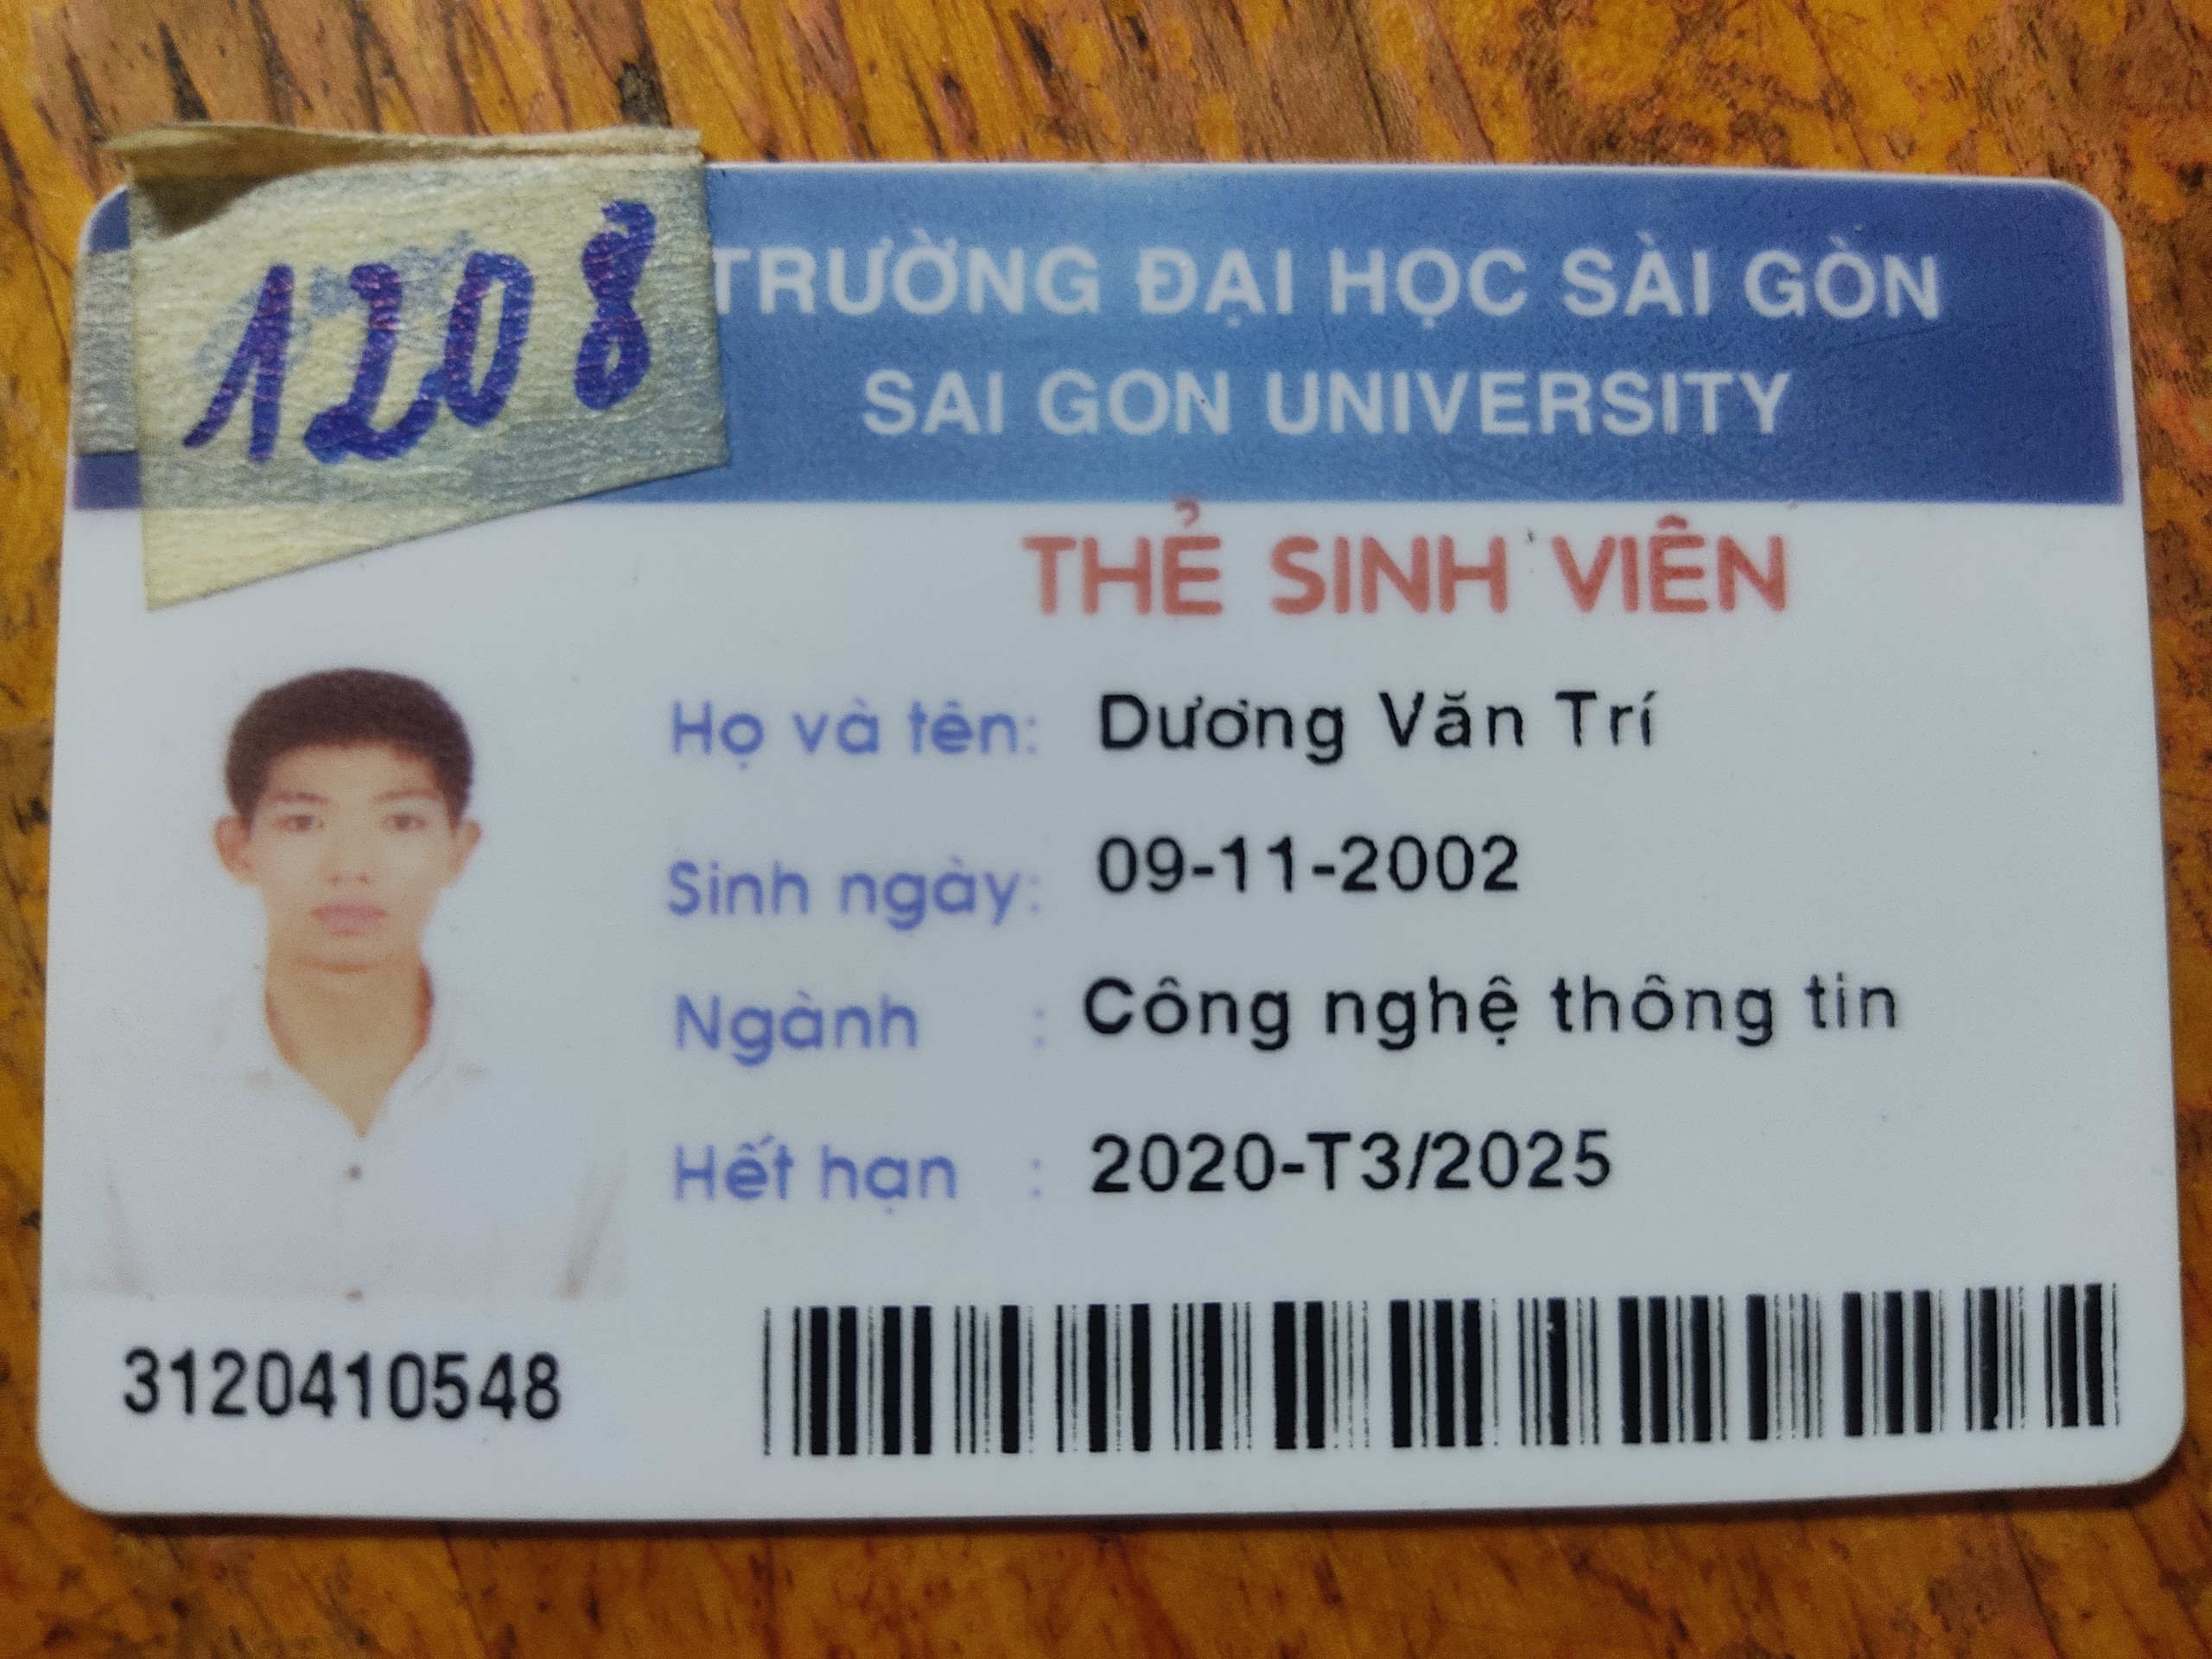 1208
TRƯỜNG ĐẠI HỌC SÀI GÒN
SAI GON UNIVERSITY
THẺ SINH VIÊN
Họ và tên: Dương Văn Trí
Sinh ngày: 09-11-2002
Ngành : Công nghệ thông tin
Hết hạn : 2020-T3/2025
3120410548